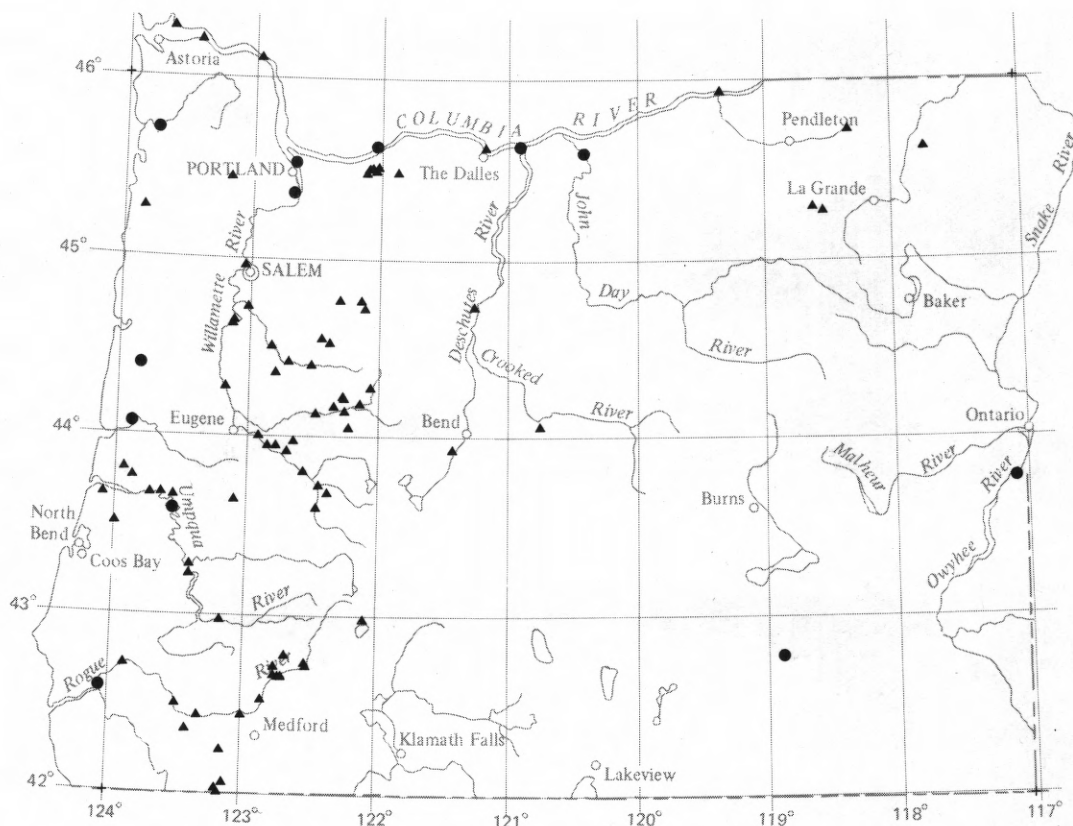 Astoria
46°
COLUMBIA RIVER
Pendleton
PORTLAND
The Dalles
La Grande
River
Snake
River
River
John
45°
SALEM
Day
Baker
Willamette
Deschutes
River
Crooked
River
Eugene
Bend
Ontario
44°
Malheur
River
River
North
Bend
Umpqua
Burns
Coos Bay
Owyhee
43°
River
Rogue
River
Medford
Klamath Falls
Lakeview
42°
124°
123°
122°
121°
120°
119°
118°
117°